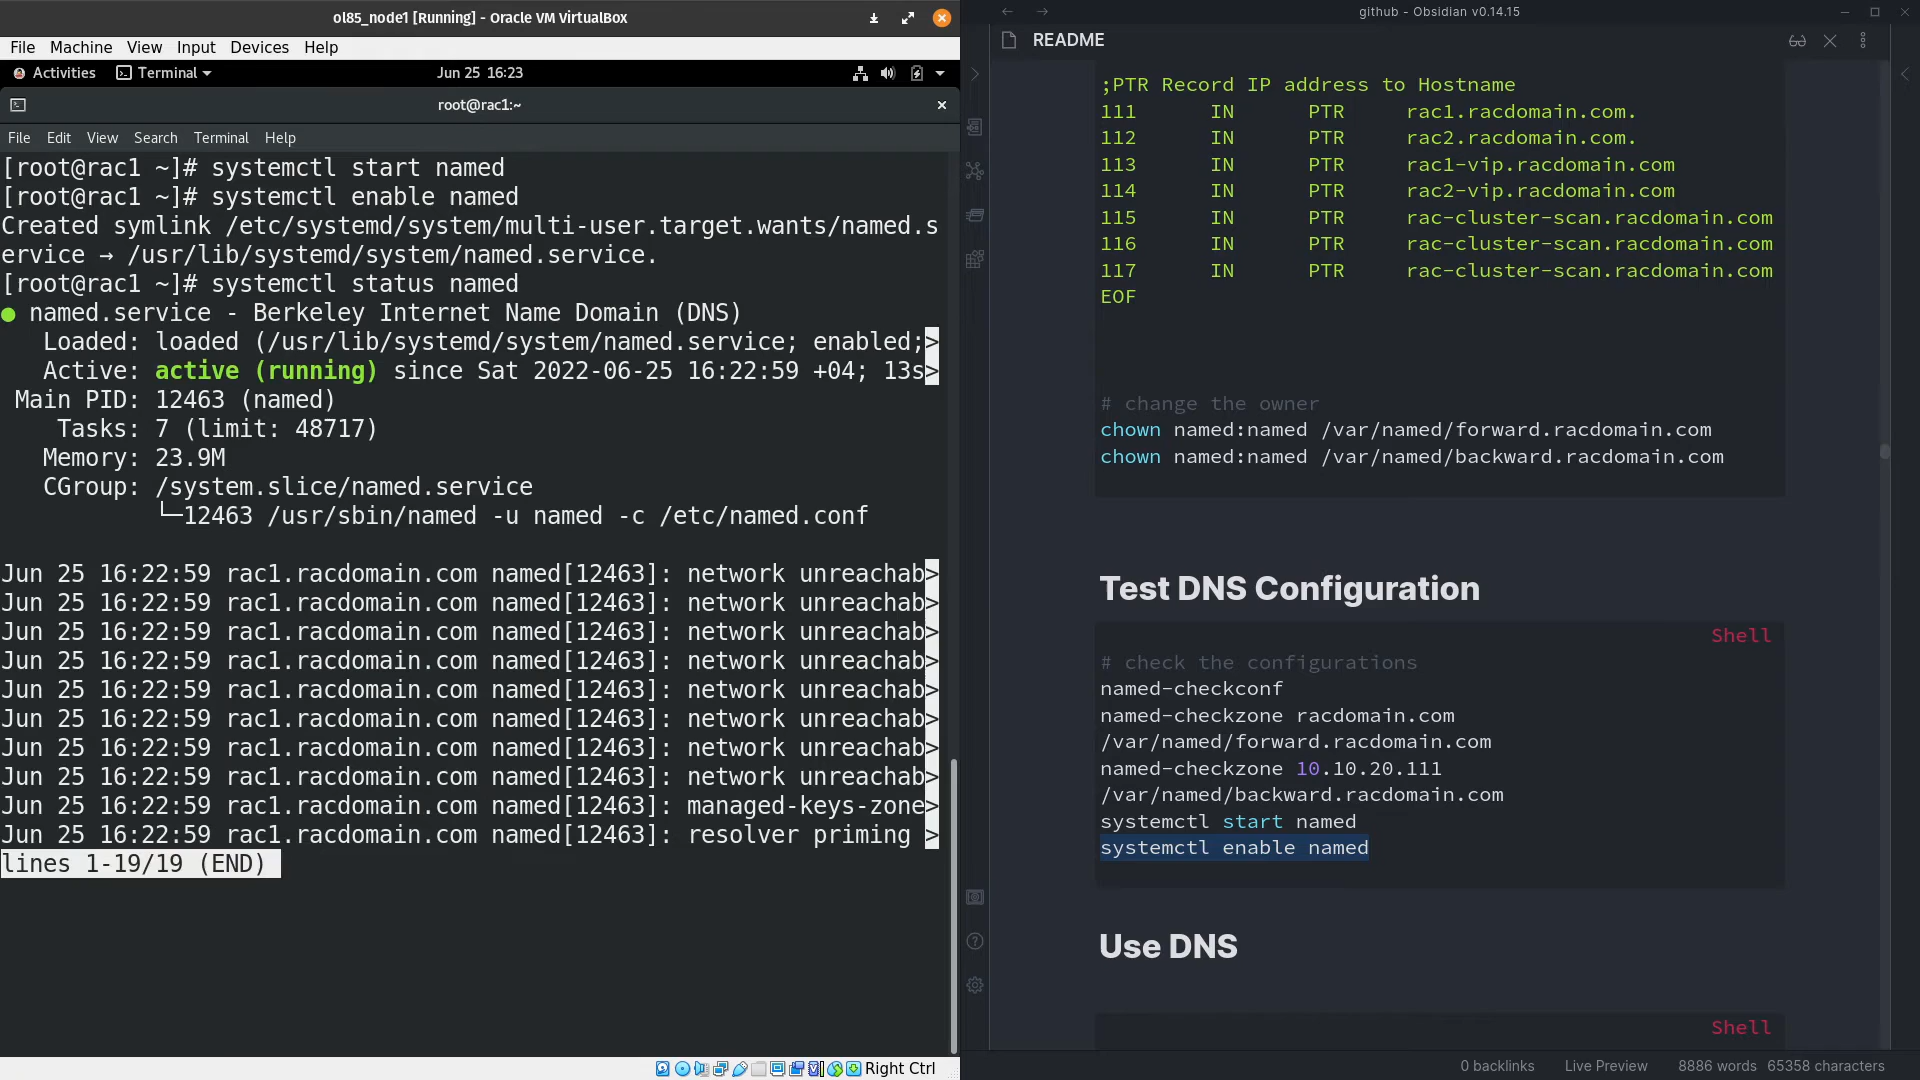 ol85_node1 [Running] - Oracle VM VirtualBox
File Machine View Input Devices Help
Activities Terminal Jun 25 16:23
root@rac1:~
File Edit View Search Terminal Help
[root@rac1 ~]# systemctl start named
[root@rac1 ~]# systemctl enable named
Created symlink /etc/systemd/system/multi-user.target.wants/named.s
ervice → /usr/lib/systemd/system/named.service.
[root@rac1 ~]# systemctl status named
● named.service - Berkeley Internet Name Domain (DNS)
Loaded: loaded (/usr/lib/systemd/system/named.service; enabled;>
Active: active (running) since Sat 2022-06-25 16:22:59 +04; 13s>
Main PID: 12463 (named)
Tasks: 7 (limit: 48717)
Memory: 23.9M
CGroup: /system.slice/named.service
└─12463 /usr/sbin/named -u named -c /etc/named.conf
Jun 25 16:22:59 rac1.racdomain.com named[12463]: network unreachab>
Jun 25 16:22:59 rac1.racdomain.com named[12463]: network unreachab>
Jun 25 16:22:59 rac1.racdomain.com named[12463]: network unreachab>
Jun 25 16:22:59 rac1.racdomain.com named[12463]: network unreachab>
Jun 25 16:22:59 rac1.racdomain.com named[12463]: network unreachab>
Jun 25 16:22:59 rac1.racdomain.com named[12463]: network unreachab>
Jun 25 16:22:59 rac1.racdomain.com named[12463]: network unreachab>
Jun 25 16:22:59 rac1.racdomain.com named[12463]: network unreachab>
Jun 25 16:22:59 rac1.racdomain.com named[12463]: managed-keys-zone>
Jun 25 16:22:59 rac1.racdomain.com named[12463]: resolver priming >
lines 1-19/19 (END)
Right Ctrl
github - Obsidian v0.14.15
README
;PTR Record IP address to Hostname
111 IN PTR rac1.racdomain.com.
112 IN PTR rac2.racdomain.com.
113 IN PTR rac1-vip.racdomain.com
114 IN PTR rac2-vip.racdomain.com
115 IN PTR rac-cluster-scan.racdomain.com
116 IN PTR rac-cluster-scan.racdomain.com
117 IN PTR rac-cluster-scan.racdomain.com
EOF
# change the owner
chown named:named /var/named/forward.racdomain.com
chown named:named /var/named/backward.racdomain.com
Test DNS Configuration
Shell
# check the configurations
named-checkconf
named-checkzone racdomain.com
/var/named/forward.racdomain.com
named-checkzone 10.10.20.111
/var/named/backward.racdomain.com
systemctl start named
systemctl enable named
Use DNS
Shell
0 backlinks Live Preview 8886 words 65358 characters